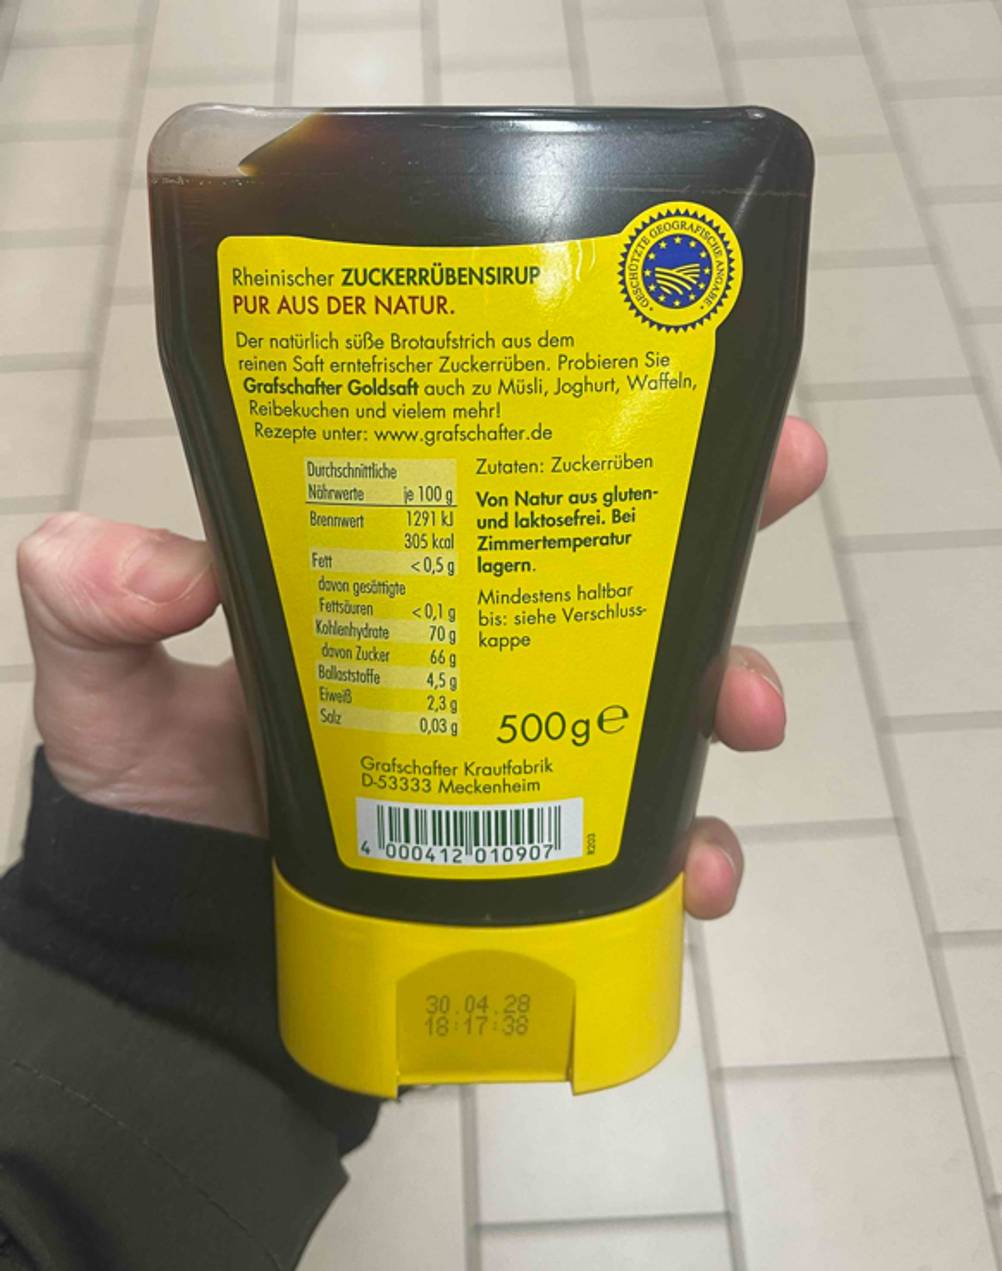 GESCHÜTZTE GEOGRAFISCHE ANGABE
Rheinischer ZUCKERRÜBENSIRUP
PUR AUS DER NATUR.
Der natürlich süße Brotaufstrich aus dem
reinen Saft erntefrischer Zuckerrüben. Probieren Sie
Grafschafter Goldsaft auch zu Müsli, Joghurt, Waffeln,
Reibekuchen und vielem mehr!
Rezepte unter: www.grafschafter.de
Durchschnittliche
Nährwerte je 100 g
Brennwert 1291 kJ
305 kcal
Fett <0,5 g
davon gesättigte
Fettsäuren <0,1 g
Kohlenhydrate 70 g
davon Zucker 66 g
Ballaststoffe 4,5 g
Eiweiß 2,3 g
Salz 0,03 g
Zutaten: Zuckerrüben
Von Natur aus gluten-
und laktosefrei. Bei
Zimmertemperatur
lagern.
Mindestens haltbar
bis: siehe Verschluss-
kappe
500g℮
Grafschafter Krautfabrik
D-53333 Meckenheim
4 000412 010907
R203
30.04.28
18:17:38